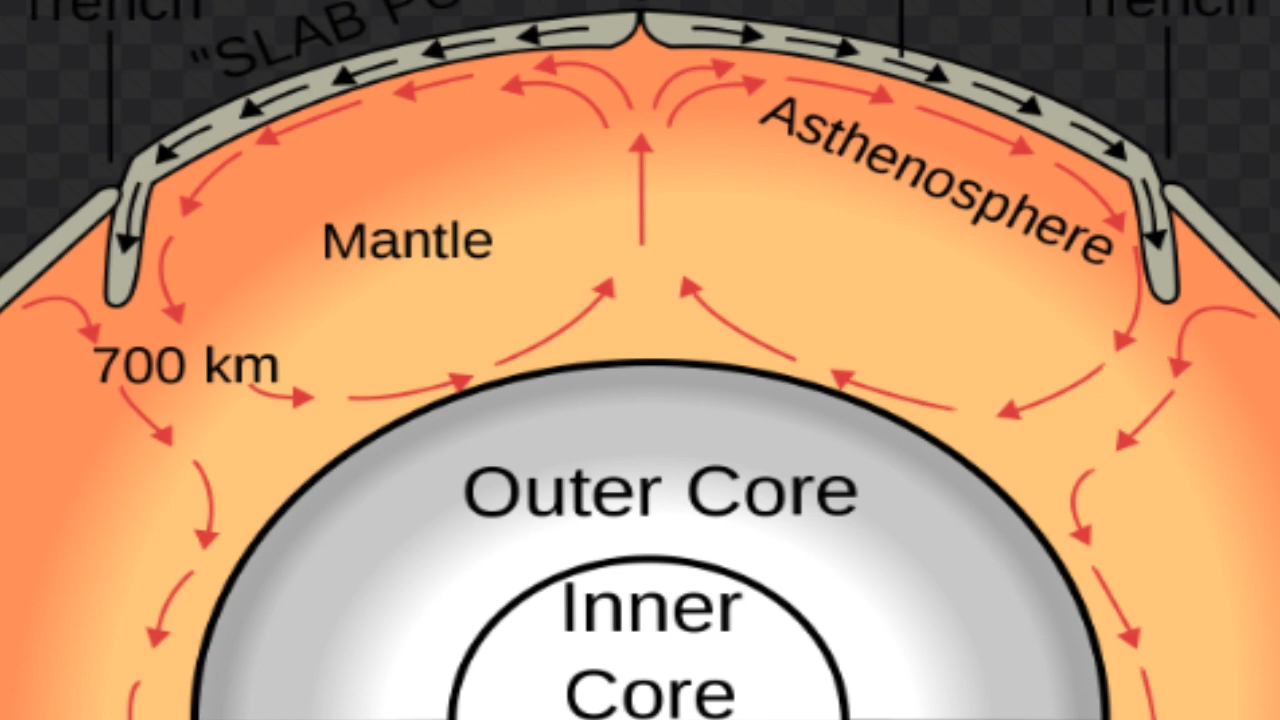 Trench
Trench
"SLAB
Asthenosphere
Mantle
700 km
Outer Core
Inner
Core